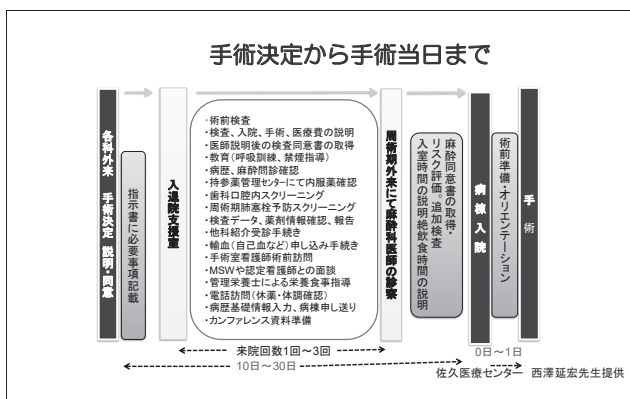 手術決定から手術当日まで
各科外来 手術決定 説明・同意
指示書に必要事項記載
入退院支援室
・術前検査
・検査、入院、手術、医療費の説明
・医師説明後の検査同意書の取得
・教育(呼吸訓練、禁煙指導)
・病歴、麻酔問診確認
・持参薬管理センターにて内服薬確認
・歯科口腔内スクリーニング
・周術期肺塞栓予防スクリーニング
・検査データ、薬剤情報確認、報告
・他科紹介受診手続き
・輸血(自己血など)申し込み手続き
・手術室看護師術前訪問
・MSWや認定看護師との面談
・管理栄養士による栄養食事指導
・電話訪問(休薬・体調確認)
・病歴基礎情報入力、病棟申し送り
・カンファレンス資料準備
周術期外来にて麻酔科医師の診察
麻酔同意書の取得・
リスク評価。追加検査
入室時間の説明絶飲食時間の説明
病棟入院
術前準備・オリエンテーション
手術
来院回数1回~3回
10日~30日
0日~1日
佐久医療センター 西澤延宏先生提供